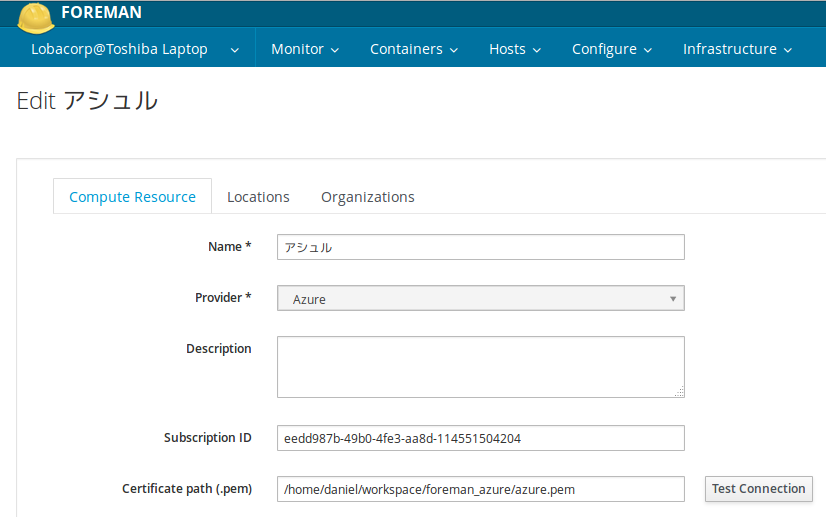 FOREMAN
Lobacorp@Toshiba Laptop Monitor Containers Hosts Configure Infrastructure
Edit アシュル
Compute Resource Locations Organizations
Name * アシュル
Provider * Azure
Description
Subscription ID eedd987b-49b0-4fe3-aa8d-114551504204
Certificate path (.pem) /home/daniel/workspace/foreman_azure/azure.pem Test Connection